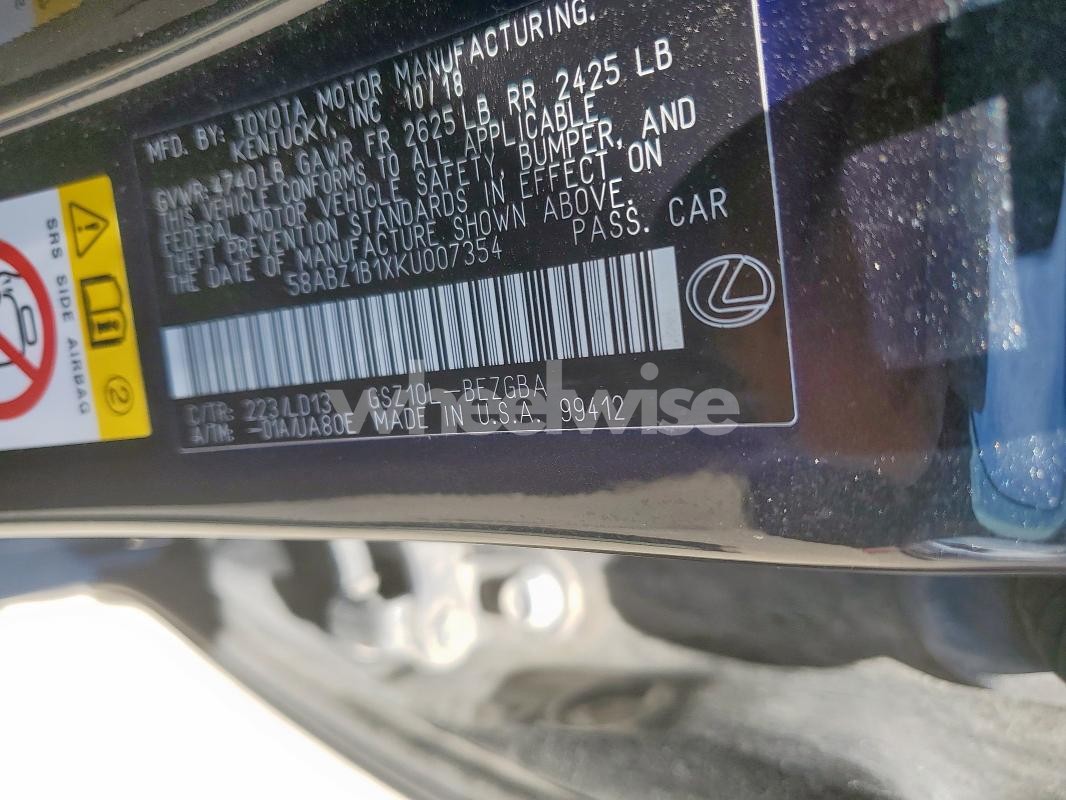 MFD. BY: TOYOTA MOTOR MANUFACTURING.
KENTUCKY, INC 10/18
GVWR 4740LB GAWR FR 2625LB RR 2425 LB
THIS VEHICLE CONFORMS TO ALL APPLICABLE
FEDERAL MOTOR VEHICLE SAFETY, BUMPER, AND
THEFT PREVENTION STANDARDS IN EFFECT ON
THE DATE OF MANUFACTURE SHOWN ABOVE.
58ABZ1B1XKU007354 PASS. CAR
C/TR: 223/LD13 GSZ10L-BEZGBA
A/TM: -01A/UA80E MADE IN U.S.A. 99412
SRS SIDE AIRBAG
2
wheelwise